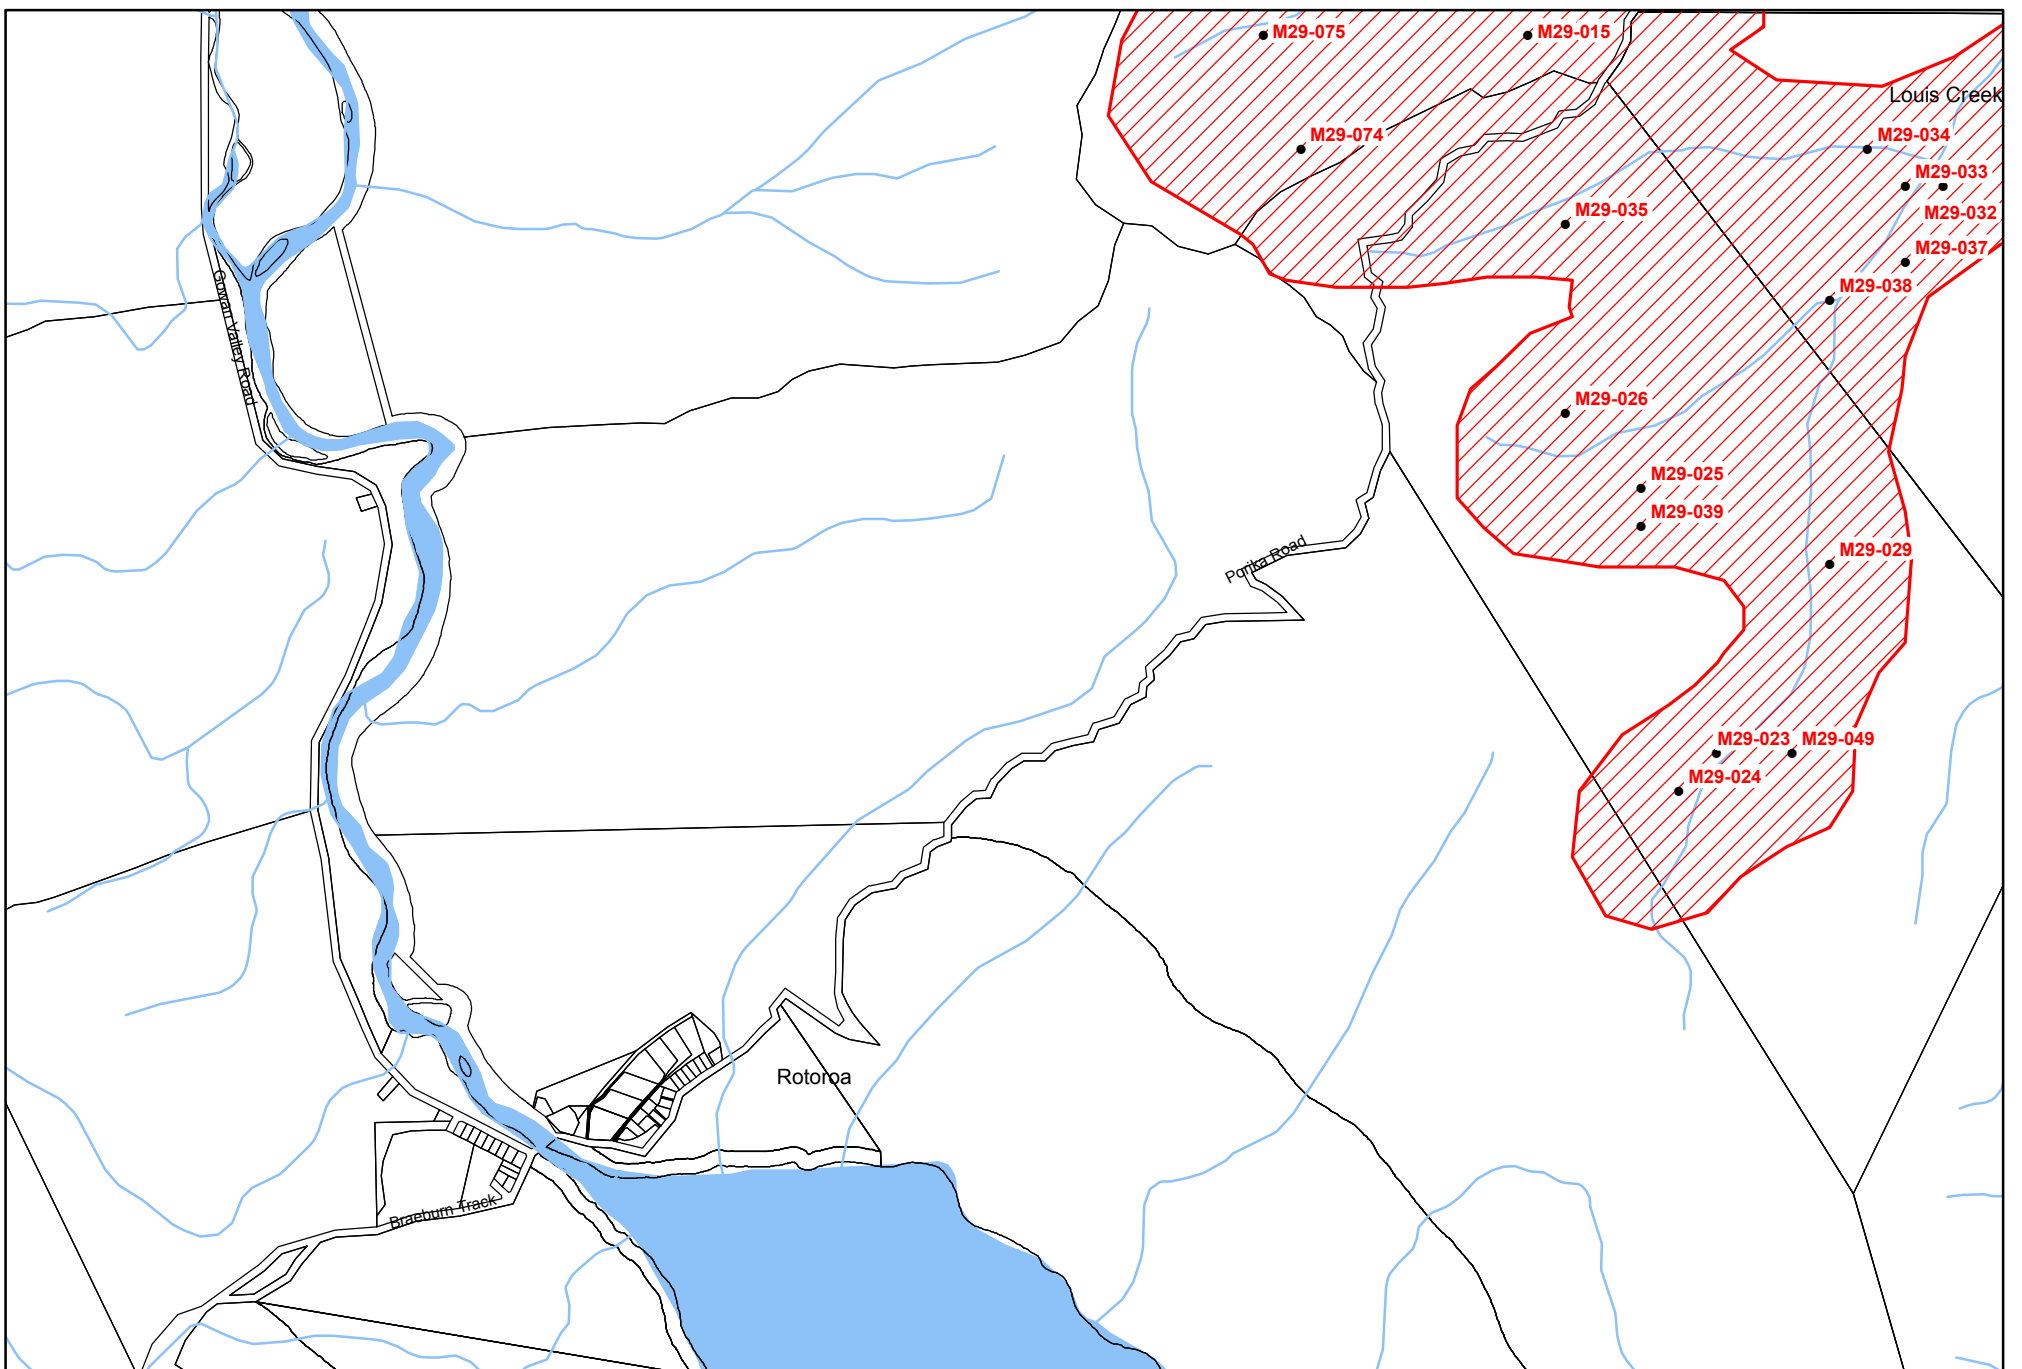 M29-075
M29-015
Louis Creek
M29-074
M29-034
M29-033
M29-035
M29-032
M29-037
M29-038
Gowan Valley Road
M29-026
M29-025
M29-039
M29-029
Porika Road
M29-023
M29-049
M29-024
Rotoroa
Braeburn Track